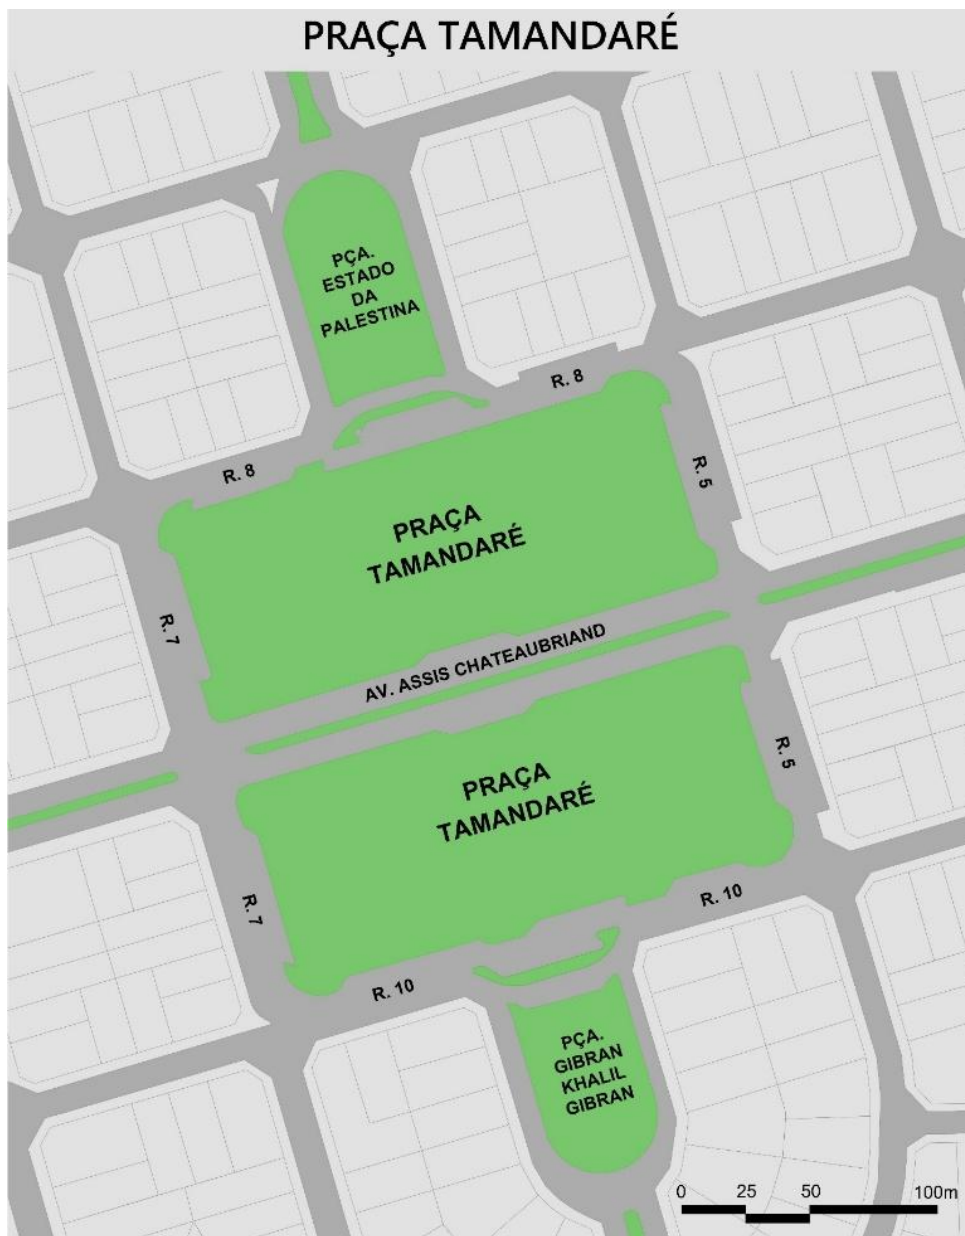 PRAÇA TAMANDARÉ
PÇA.
ESTADO
DA
PALESTINA
R. 8
R. 8
R. 5
PRAÇA
TAMANDARÉ
R. 7
AV. ASSIS CHATEAUBRIAND
R. 5
PRAÇA
TAMANDARÉ
R. 7
R. 10
R. 10
PÇA.
GIBRAN
KHALIL
GIBRAN
0 25 50 100m